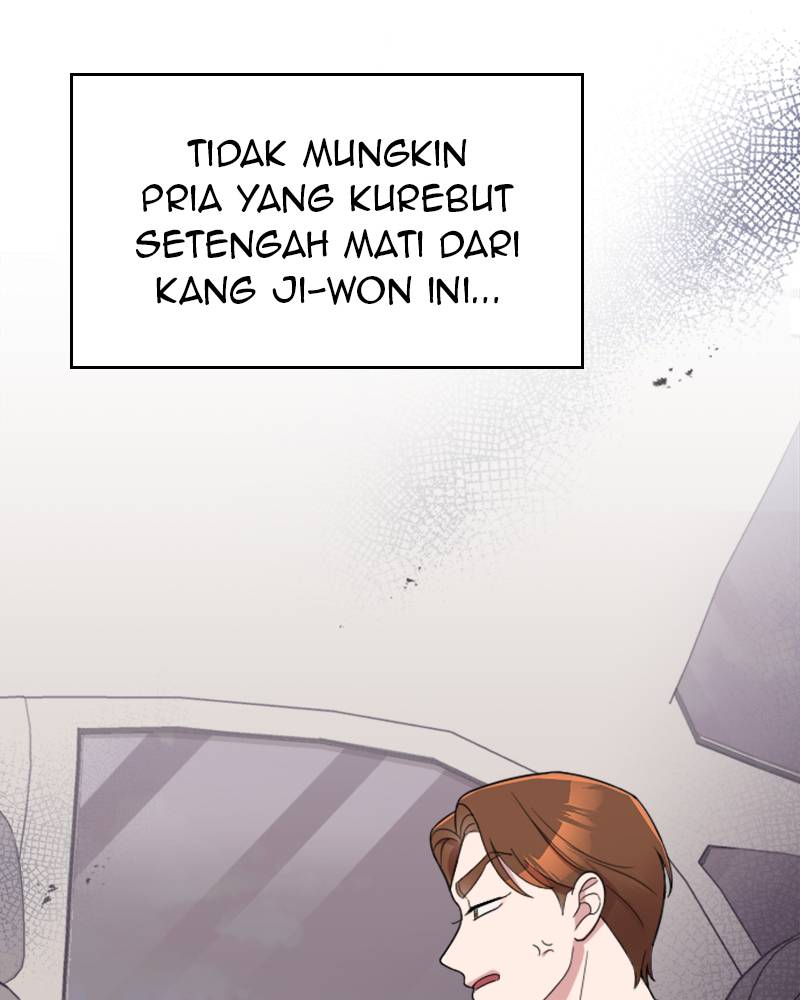 TIDAK MUNGKIN
PRIA YANG KUREBUT
SETENGAH MATI DARI
KANG JI-WON INI...